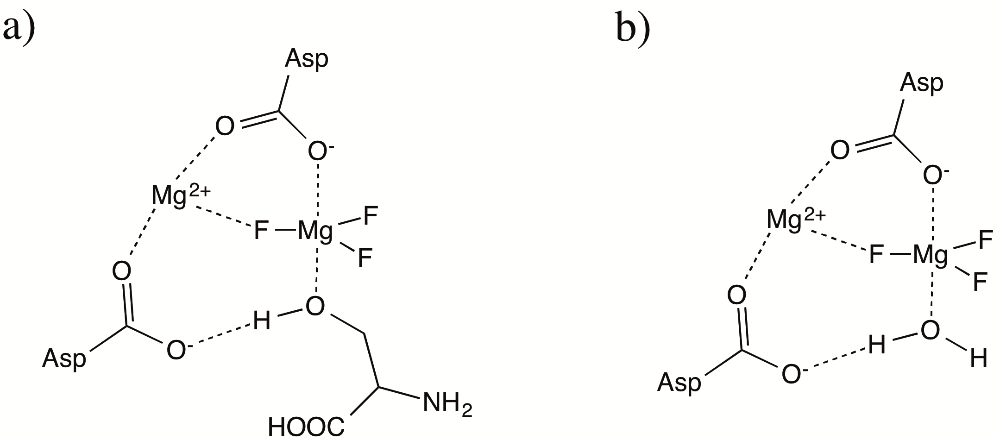 a)
Asp
O
O-
Mg2+
F
Mg
F
F
O
H
O
O-
Asp
NH2
HOOC
b)
Asp
O
O-
Mg2+
F
Mg
F
F
O
H
O
H
O-
Asp